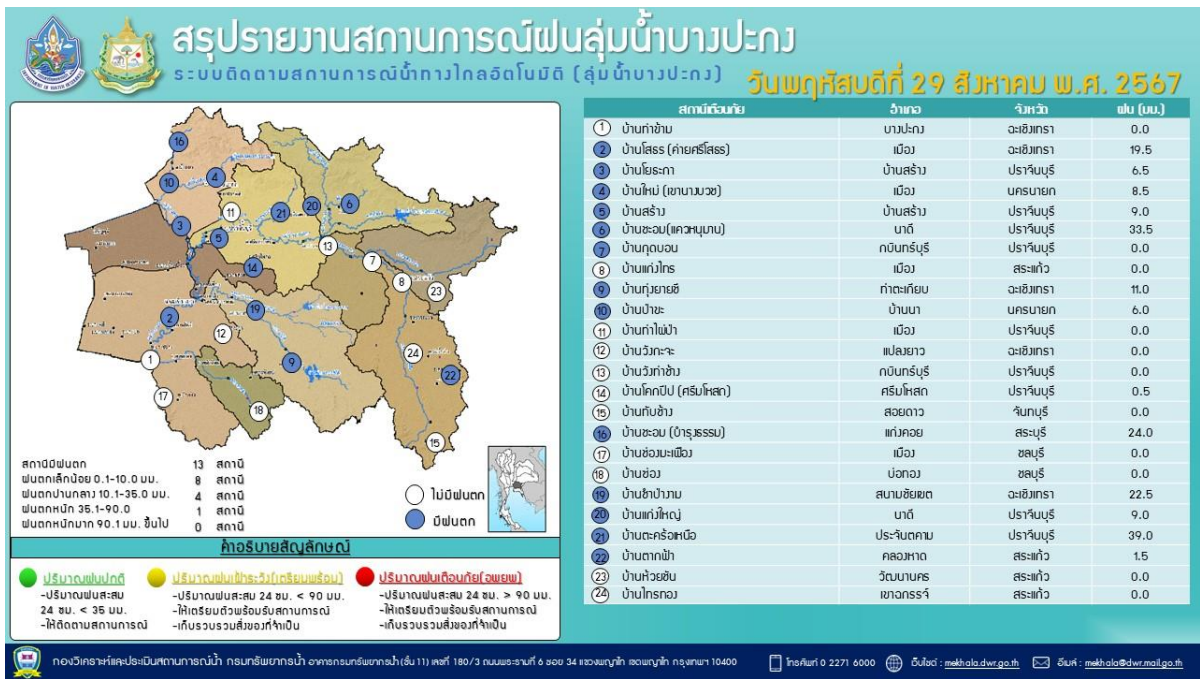 สรุปรายงานสถานการณ์ฝนลุ่มน้ำบางปะกง
ระบบติดตามสถานการณ์น้ำทางไกลอัตโนมัติ (ลุ่มน้ำบางปะกง)
วันพฤหัสบดีที่ 29 สิงหาคม พ.ศ. 2567
สถานีเตือนภัย อำเภอ จังหวัด ฝน (มม.)
1 บ้านท่าข้าม บางปะกง ฉะเชิงเทรา 0.0
2 บ้านโสธร (ค่ายศรีโสธร) เมือง ฉะเชิงเทรา 19.5
3 บ้านโยธะกา บ้านสร้าง ปราจีนบุรี 6.5
4 บ้านใหม่ (เขานางบวช) เมือง นครนายก 8.5
5 บ้านสร้าง บ้านสร้าง ปราจีนบุรี 9.0
6 บ้านซะอม(แควหนุมาน) นาดี ปราจีนบุรี 33.5
7 บ้านกุดบอน กบินทร์บุรี ปราจีนบุรี 0.0
8 บ้านแก่งไทร เมือง สระแก้ว 0.0
9 บ้านทุ่งยายชี ท่าตะเกียบ ฉะเชิงเทรา 11.0
10 บ้านป่าขะ บ้านนา นครนายก 6.0
11 บ้านท่าไผ่ป่า เมือง ปราจีนบุรี 0.0
12 บ้านวังกะจะ แปลงยาว ฉะเชิงเทรา 0.0
13 บ้านวังท่าช้าง กบินทร์บุรี ปราจีนบุรี 0.0
14 บ้านโคกปีป (ศรีมโหสถ) ศรีมโหสถ ปราจีนบุรี 0.5
15 บ้านทับช้าง สอยดาว จันทบุรี 0.0
16 บ้านซะอม (บำรุงธรรม) แก่งคอย สระบุรี 24.0
17 บ้านช่องมะเฟือง เมือง ชลบุรี 0.0
18 บ้านช่อง บ่อทอง ชลบุรี 0.0
19 บ้านชำป่างาม สนามชัยเขต ฉะเชิงเทรา 22.5
20 บ้านแก่งใหญ่ นาดี ปราจีนบุรี 9.0
21 บ้านตะคร้อเหนือ ประจันตคาม ปราจีนบุรี 39.0
22 บ้านตากฟ้า คลองหาด สระแก้ว 1.5
23 บ้านห้วยชัน วัฒนานคร สระแก้ว 0.0
24 บ้านไทรทอง เขาฉกรรจ์ สระแก้ว 0.0
16
10
4
11
21
20
6
3
5
13
14
7
8
23
2
19
12
1
9
24
22
17
18
15
สถานีมีฝนตก 13 สถานี
ฝนตกเล็กน้อย 0.1-10.0 มม. 8 สถานี
ฝนตกปานกลาง 10.1-35.0 มม. 4 สถานี
ฝนตกหนัก 35.1-90.0 1 สถานี
ฝนตกหนักมาก 90.1 มม. ขึ้นไป 0 สถานี
ไม่มีฝนตก
มีฝนตก
คำอธิบายสัญลักษณ์
ปริมาณฝนปกติ
-ปริมาณฝนสะสม
24 ชม. < 35 มม.
-ให้ติดตามสถานการณ์
ปริมาณฝนเฝ้าระวัง(เตรียมพร้อม)
-ปริมาณฝนสะสม 24 ชม. < 90 มม.
-ให้เตรียมตัวพร้อมรับสถานการณ์
-เก็บรวบรวมสิ่งของที่จำเป็น
ปริมาณฝนเตือนภัย(อพยพ)
-ปริมาณฝนสะสม 24 ชม. > 90 มม.
-ให้เตรียมตัวพร้อมรับสถานการณ์
-เก็บรวบรวมสิ่งของที่จำเป็น
กองวิเคราะห์และประเมินสถานการณ์น้ำ กรมทรัพยากรน้ำ อาคารกรมทรัพยากรน้ำ(ชั้น 11) เลขที่ 180/3 ถนนพระรามที่ 6 ซอย 34 แขวงพญาไท เขตพญาไท กรุงเทพฯ 10400
โทรศัพท์ 0 2271 6000
เว็บไซต์ : mekhala.dwr.go.th
อีเมล์ : mekhala@dwr.mail.go.th